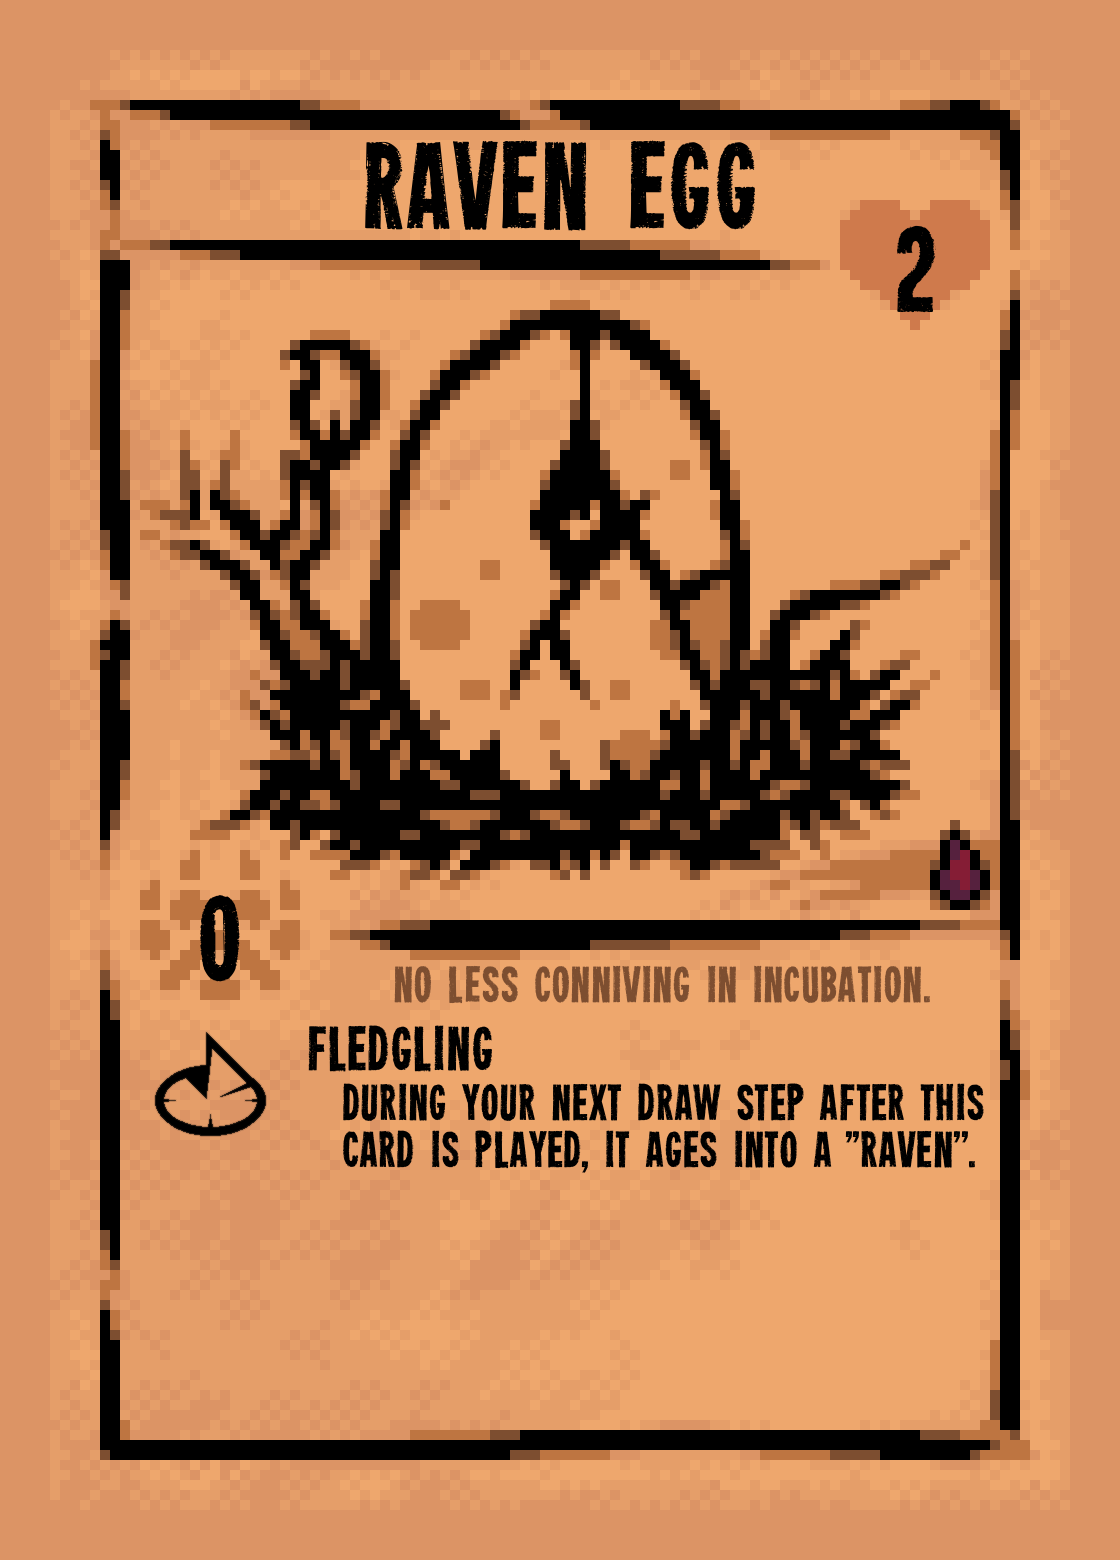 RAVEN EGG
2
0
NO LESS CONNIVING IN INCUBATION.
FLEDGLING
DURING YOUR NEXT DRAW STEP AFTER THIS
CARD IS PLAYED, IT AGES INTO A "RAVEN".